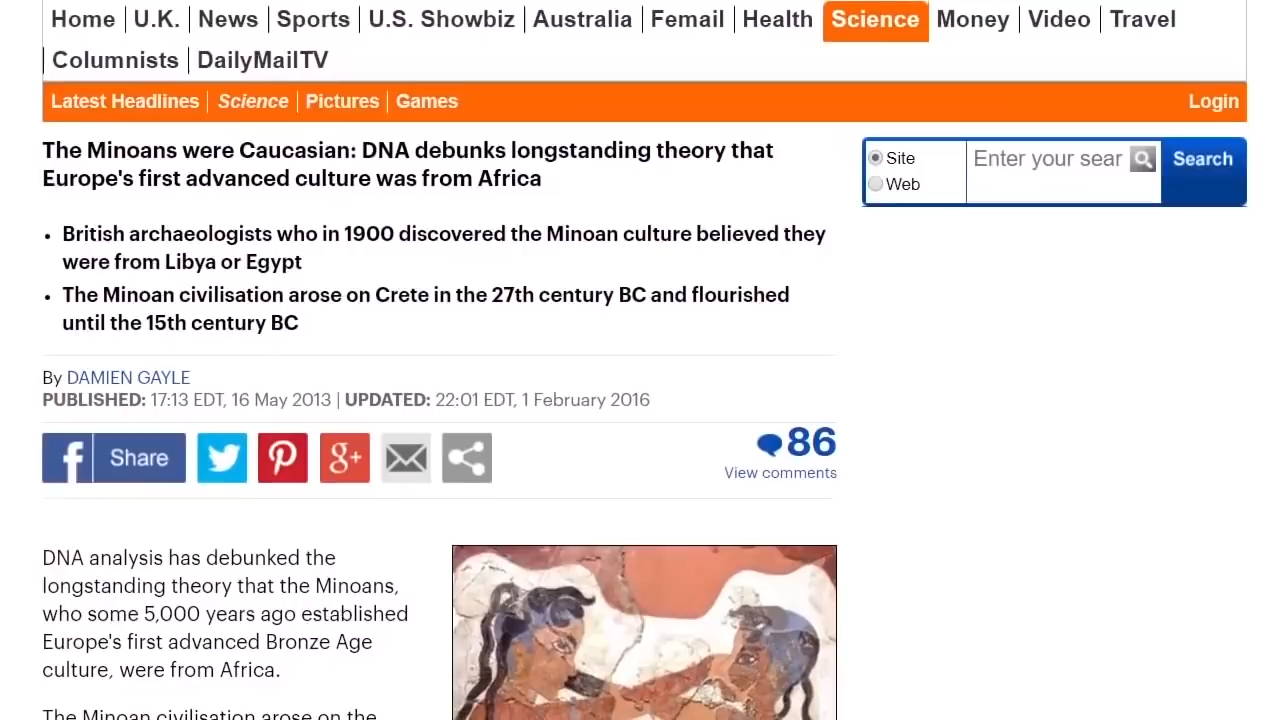 Home U.K. News Sports U.S. Showbiz Australia Femail Health Science Money Video Travel
Columnists DailyMailTV
Latest Headlines Science Pictures Games Login
The Minoans were Caucasian: DNA debunks longstanding theory that
Europe's first advanced culture was from Africa
Site
Enter your sear
Search
Web
• British archaeologists who in 1900 discovered the Minoan culture believed they
were from Libya or Egypt
• The Minoan civilisation arose on Crete in the 27th century BC and flourished
until the 15th century BC
By DAMIEN GAYLE
PUBLISHED: 17:13 EDT, 16 May 2013 | UPDATED: 22:01 EDT, 1 February 2016
f Share
g+
86
View comments
DNA analysis has debunked the
longstanding theory that the Minoans,
who some 5,000 years ago established
Europe's first advanced Bronze Age
culture, were from Africa.
The Minoan civilisation arose on the